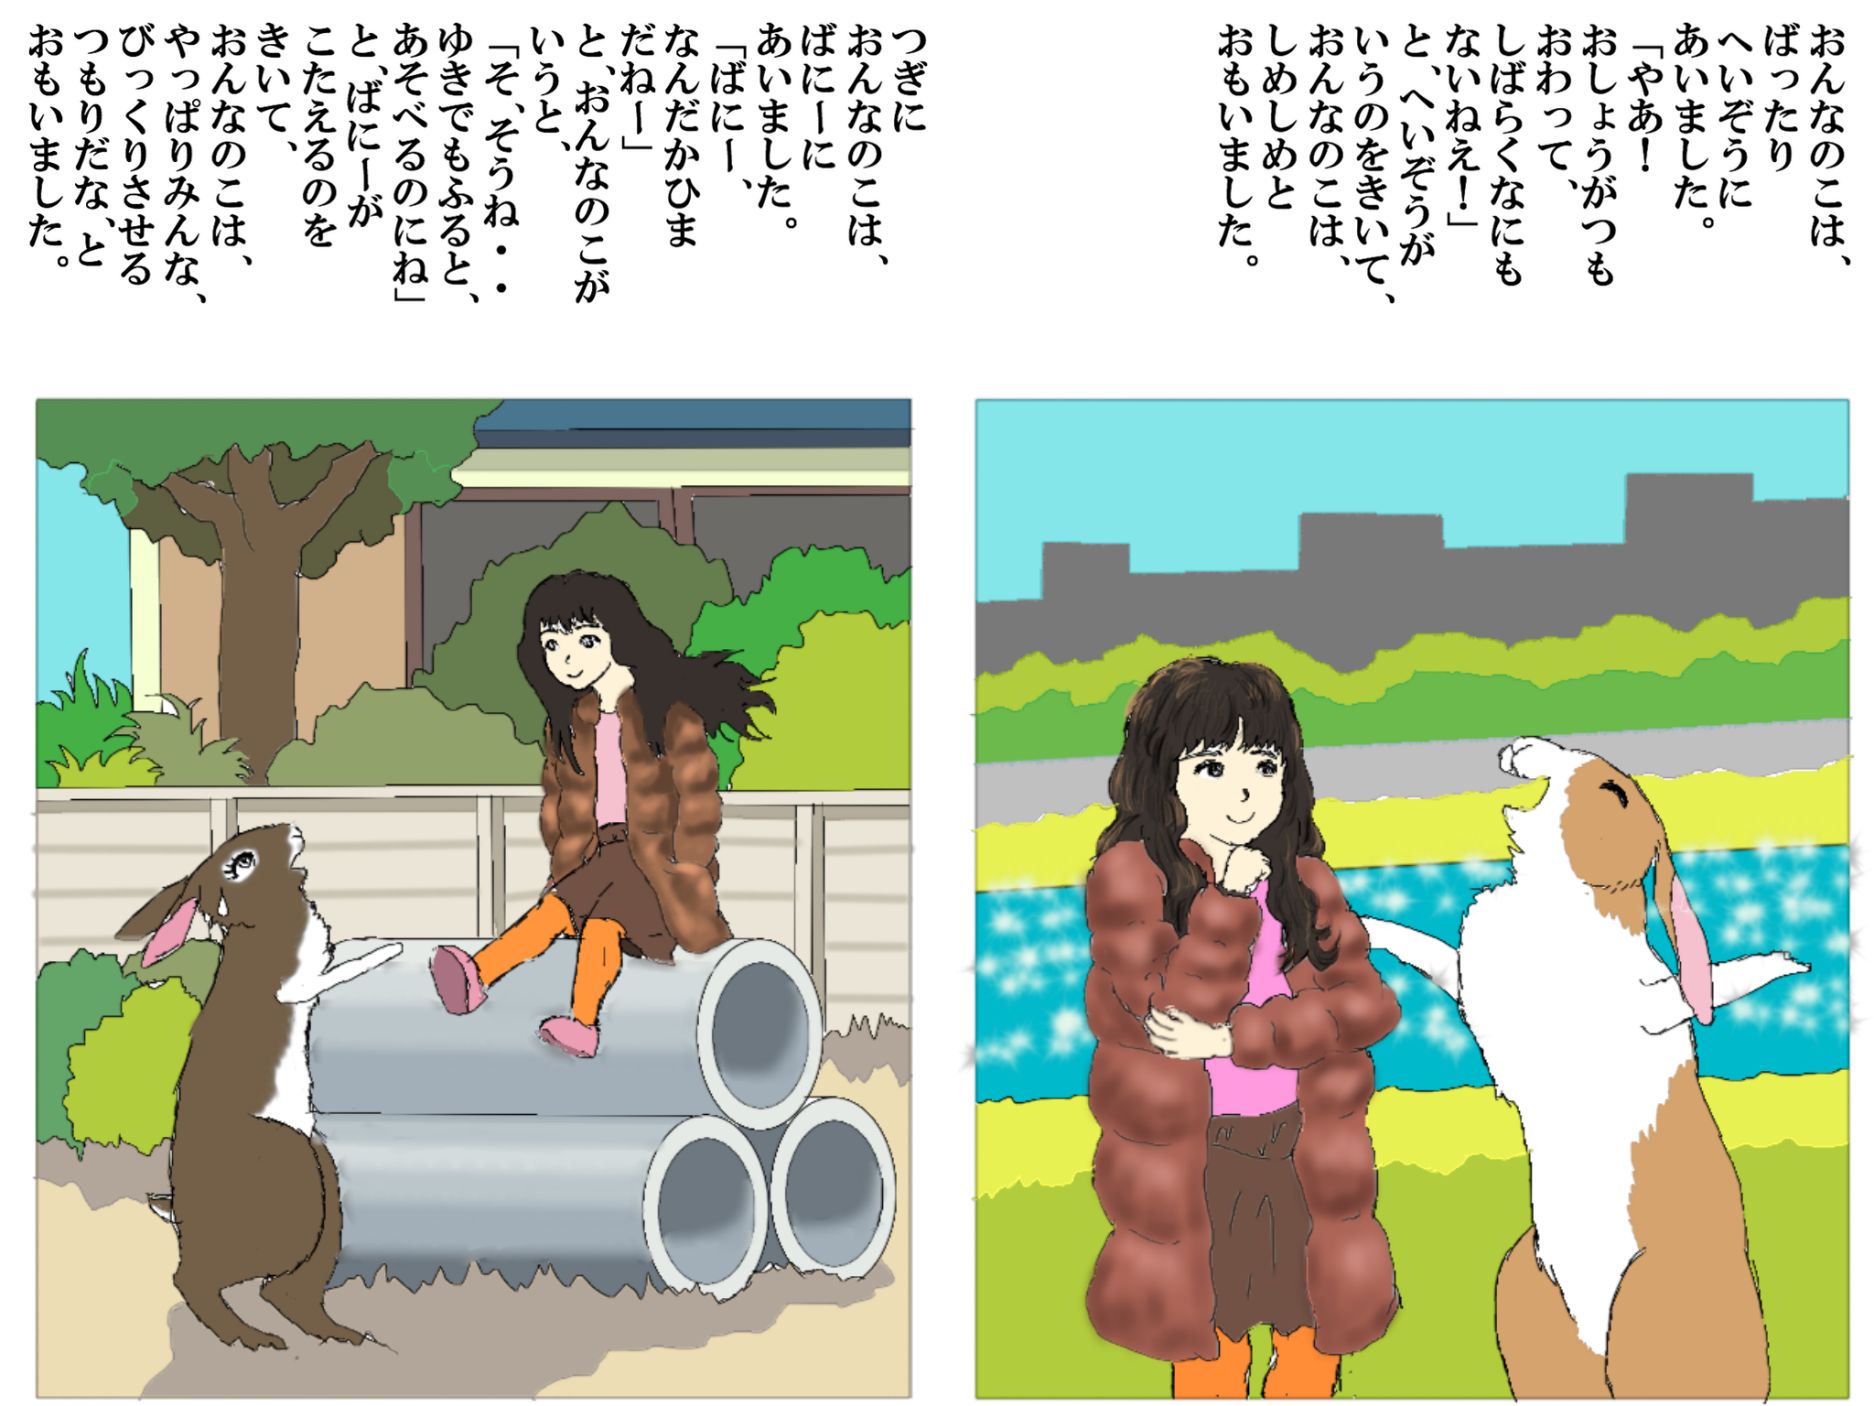 おんなのこは、
ばったり
へいぞうに
あいました。
「やあ！
おしょうがつも
おわって、
しばらくなにも
ないねえ！」
と、へいぞうが
いうのをきいて、
おんなのこは、
しめしめと
おもいました。
つぎに
おんなのこは、
ばにーに
あいました。
「ばにー、
なんだかひま
だねー」
と、おんなのこが
いうと、
「そ、そうね・・
ゆきでもふると、
あそべるのにね」
と、ばにーが
こたえるのを
きいて、
おんなのこは、
やっぱりみんな、
びっくりさせる
つもりだな、と
おもいました。